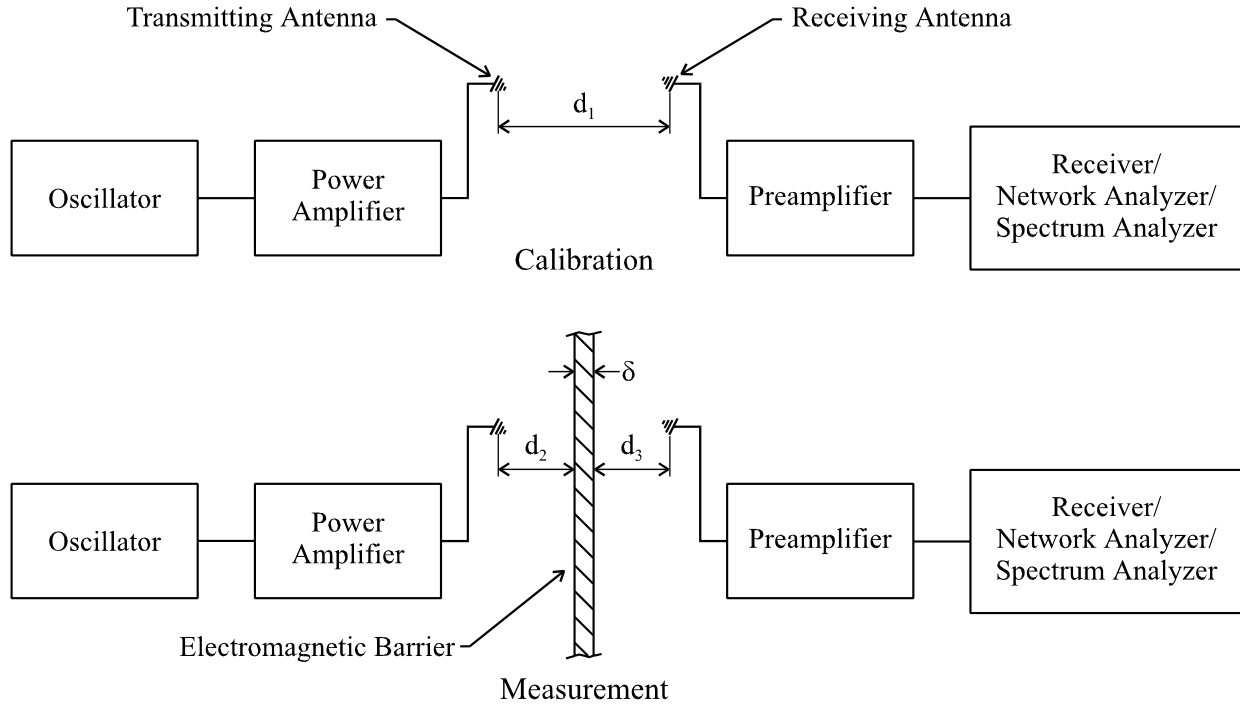 Transmitting Antenna
Receiving Antenna
d₁
Oscillator
Power
Amplifier
Preamplifier
Receiver/
Network Analyzer/
Spectrum Analyzer
Calibration
δ
d₂
d₃
Oscillator
Power
Amplifier
Preamplifier
Receiver/
Network Analyzer/
Spectrum Analyzer
Electromagnetic Barrier
Measurement